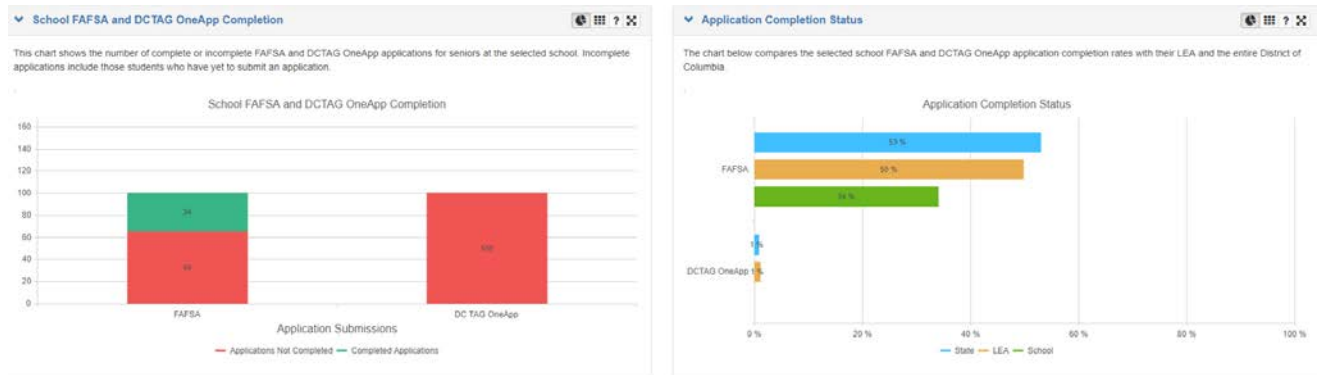 School FAFSA and DCTAG OneApp Completion
This chart shows the number of complete or incomplete FAFSA and DCTAG OneApp applications for seniors at the selected school. Incomplete
applications include those students who have yet to submit an application.
School FAFSA and DCTAG OneApp Completion
160
140
120
100
80
60
40
20
0
34
66
100
FAFSA
DC TAG OneApp
Application Submissions
Applications Not Completed
Completed Applications
Application Completion Status
The chart below compares the selected school FAFSA and DCTAG OneApp application completion rates with their LEA and the entire District of
Columbia
Application Completion Status
FAFSA
53 %
50 %
34 %
DCTAG OneApp
1 %
1 %
0 %
20 %
40 %
60 %
80 %
100 %
State
LEA
School